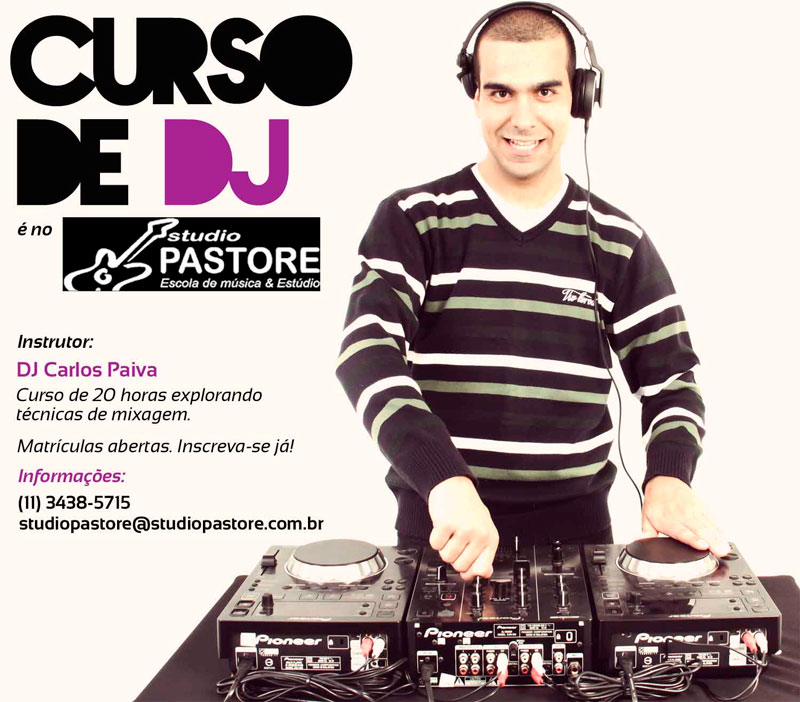 CURSO
DE DJ
é no
studio
PASTORE
Escola de música & Estúdio
Instrutor:
DJ Carlos Paiva
Curso de 20 horas explorando
técnicas de mixagem.
Matrículas abertas. Inscreva-se já!
Informações:
(11) 3438-5715
studiopastore@studiopastore.com.br
Pioneer
Pioneer
Pioneer